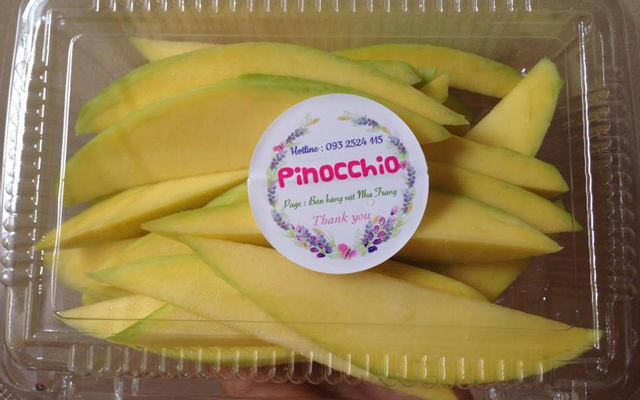 Hotline : 093 2524 115
Pinocchio
Page : Bán hàng vặt Nha Trang
Thank you